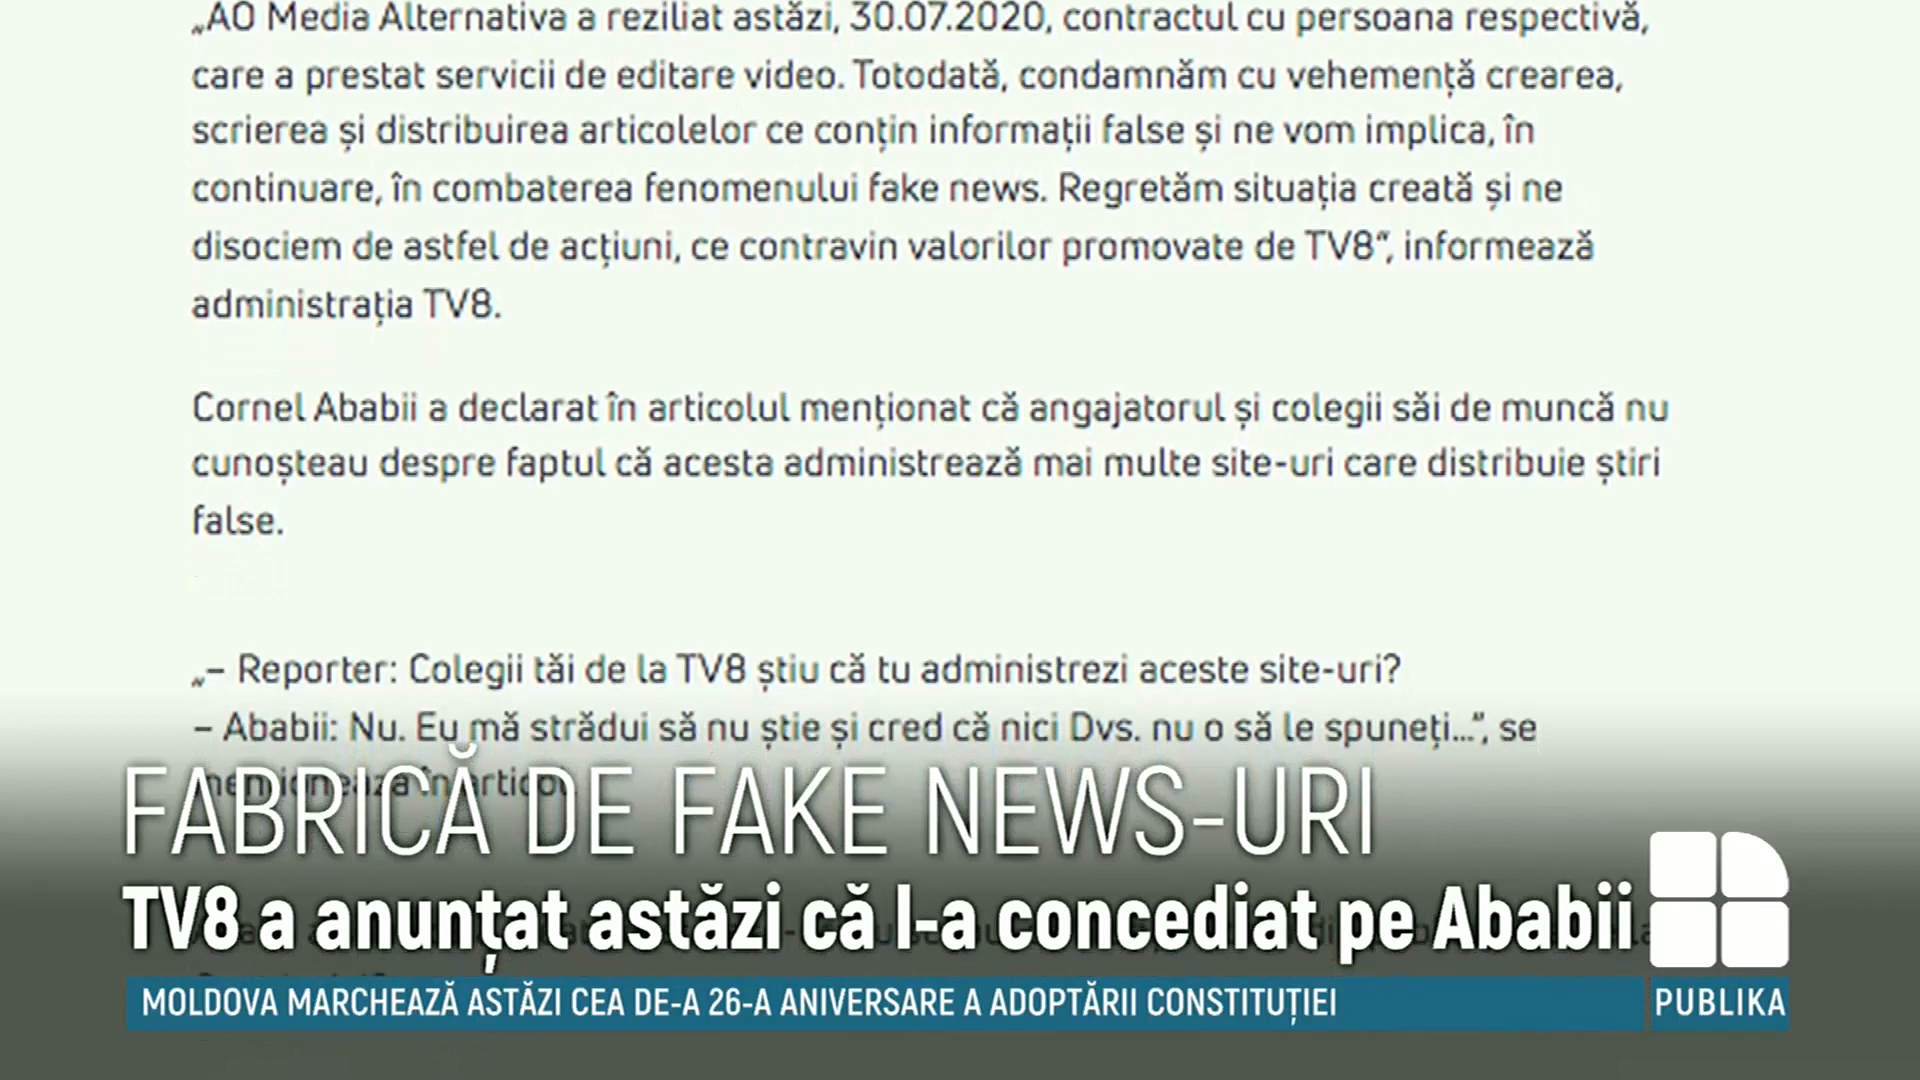 „AO Media Alternativa a reziliat astăzi, 30.07.2020, contractul cu persoana respectivă,
care a prestat servicii de editare video. Totodată, condamnăm cu vehemență crearea,
scrierea și distribuirea articolelor ce conțin informații false și ne vom implica, în
continuare, în combaterea fenomenului fake news. Regretăm situația creată și ne
disociem de astfel de acțiuni, ce contravin valorilor promovate de TV8”, informează
administrația TV8.
Cornel Ababii a declarat în articolul menționat că angajatorul și colegii săi de muncă nu
cunoșteau despre faptul că acesta administrează mai multe site-uri care distribuie știri
false.
„– Reporter: Colegii tăi de la TV8 știu că tu administrezi aceste site-uri?
– Ababii: Nu. Eu mă strădui să nu știe și cred că nici Dvs. nu o să le spuneți...”, se
menționează în articol.
FABRICĂ DE FAKE NEWS-URI
TV8 a anunțat astăzi că l-a concediat pe Ababii
MOLDOVA MARCHEAZĂ ASTĂZI CEA DE-A 26-A ANIVERSARE A ADOPTĂRII CONSTITUȚIEI
PUBLIKA